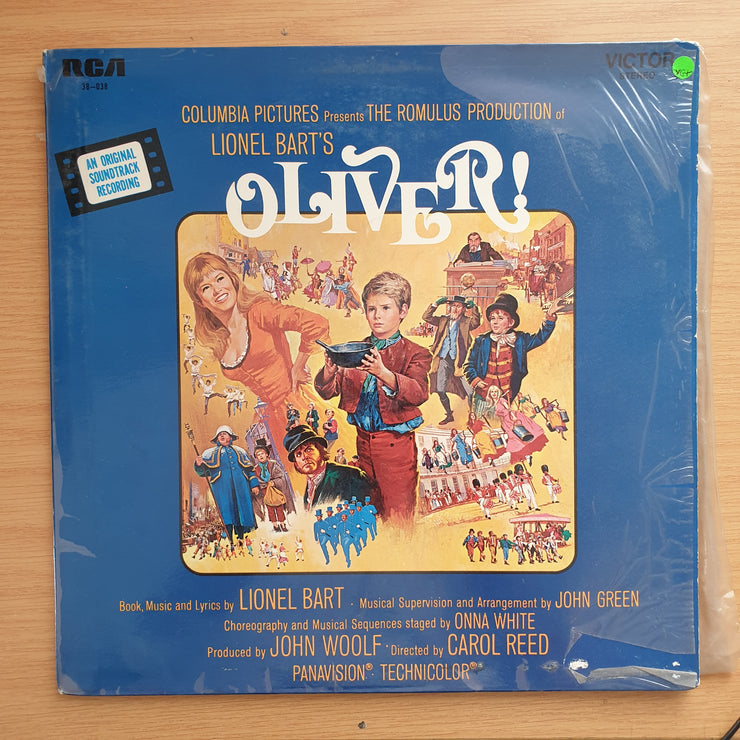 RCA
38-038
VICTOR
STEREO
COLUMBIA PICTURES Presents THE ROMULUS PRODUCTION of
LIONEL BART'S
OLIVER!
AN ORIGINAL
SOUNDTRACK
RECORDING
Book, Music and Lyrics by LIONEL BART · Musical Supervision and Arrangement by JOHN GREEN
Choreography and Musical Sequences staged by ONNA WHITE
Produced by JOHN WOOLF · Directed by CAROL REED
PANAVISION® · TECHNICOLOR®